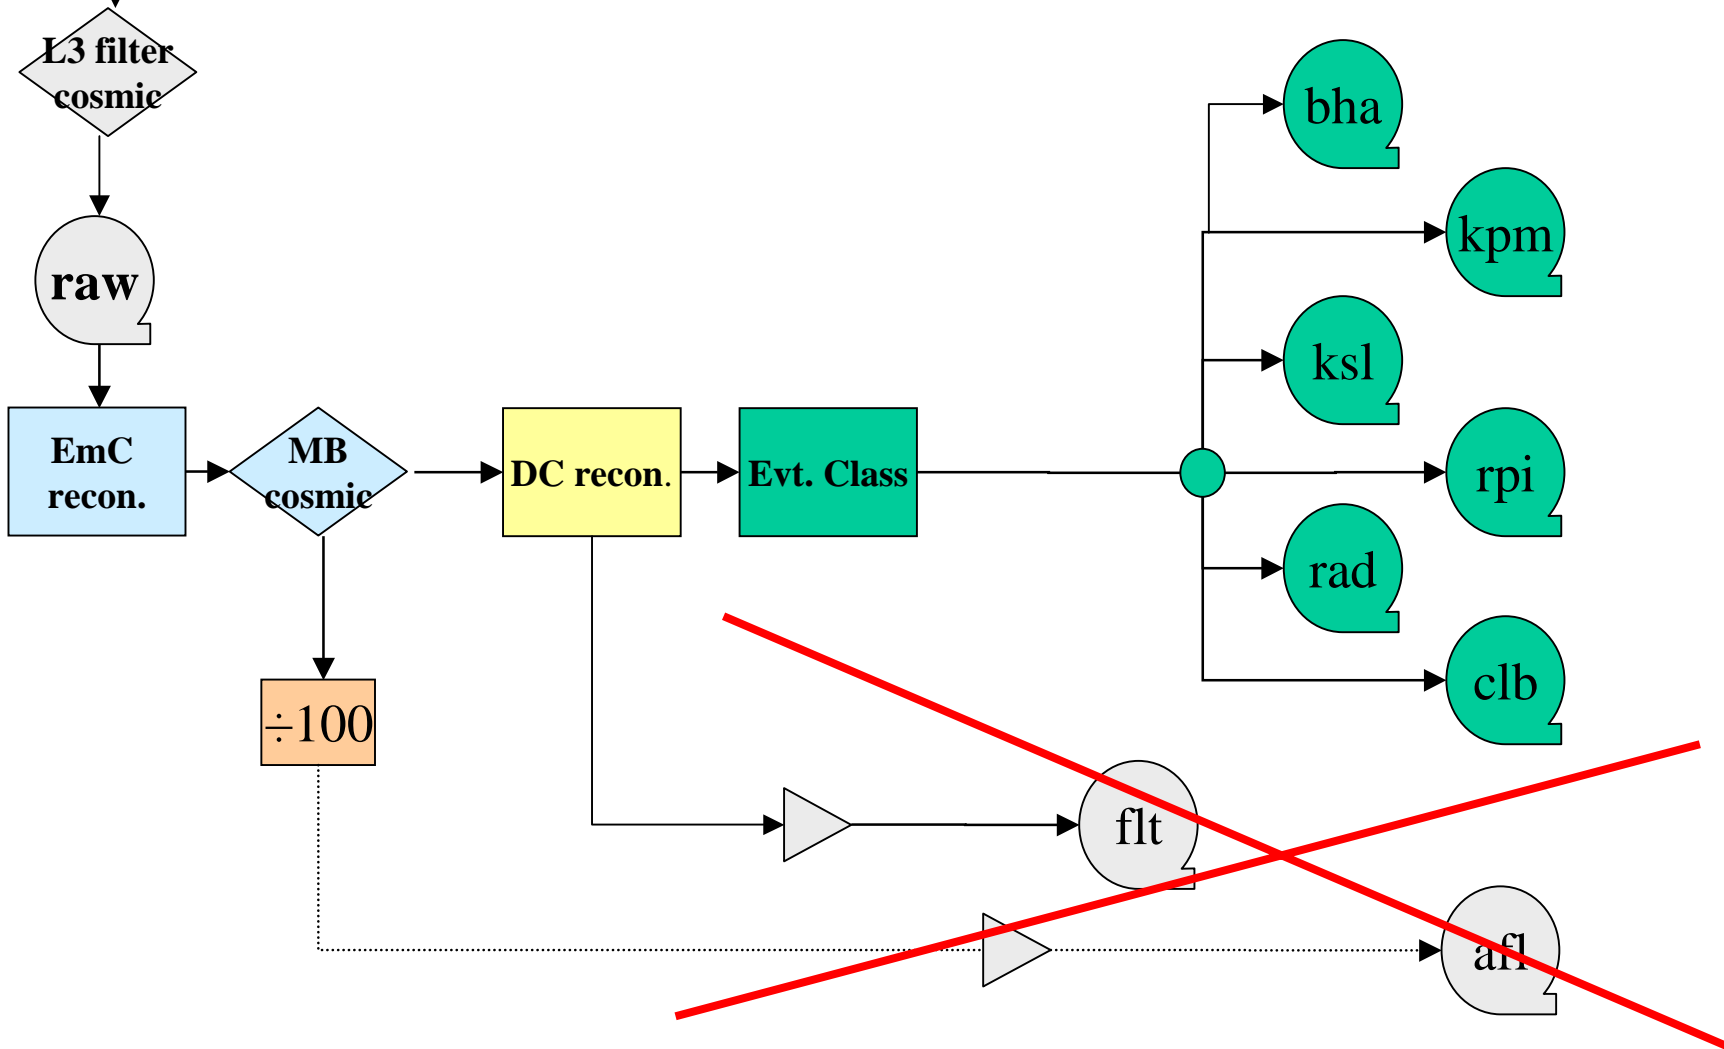 L3 filter
cosmic
bha
kpm
raw
ksl
EmC
recon.
MB
cosmic
DC recon.
Evt. Class
rpi
rad
clb
÷100
flt
afl